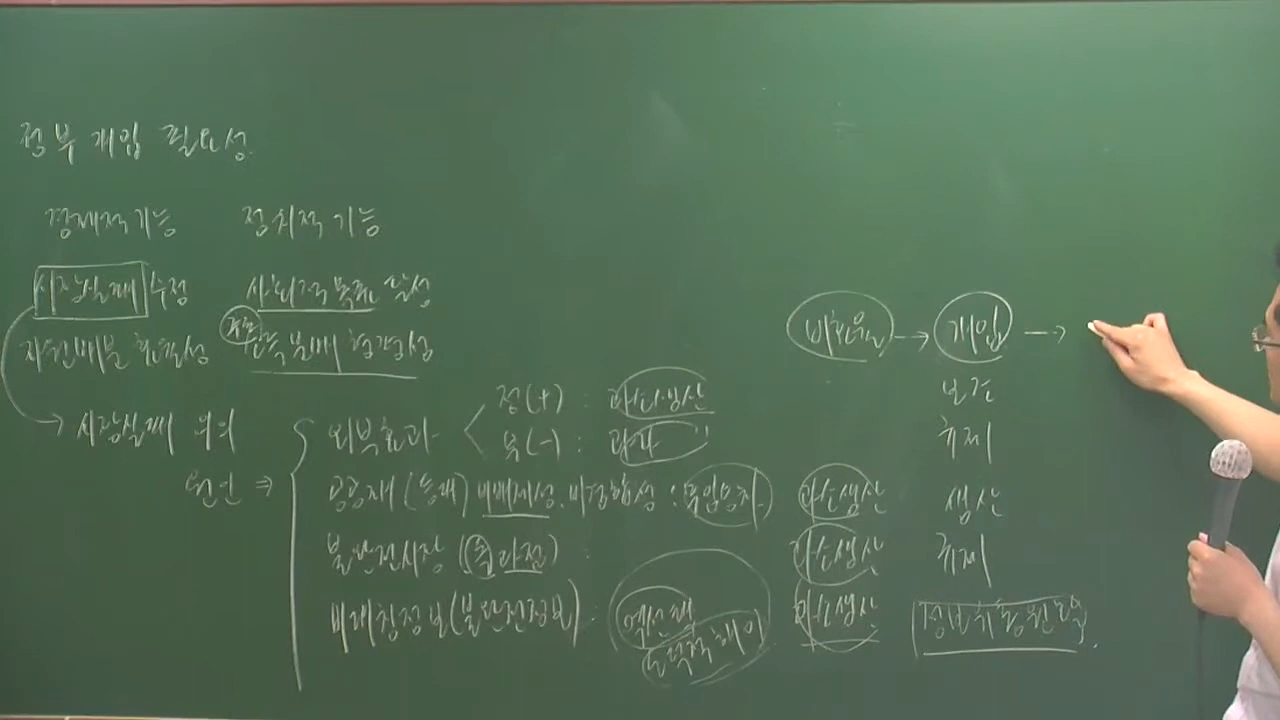 정부 개입 필요성
경제적 기능 정치적 기능
시장실패 수정 사회적 목표 달성
자원배분 효율성 소득 분배 형평성
시장실패 의의
원인 ⇒
외부효과 정(+) : 과소생산
부(-) : 과다
공공재 (등대) 비배제성. 비경합성 : 무임승차 과소생산
불완전시장 (독과점) : 과소생산
비대칭정보 (불완전정보) : 역선택 도덕적 해이 과소생산
비효율 → 개입 →
보조
규제
생산
규제